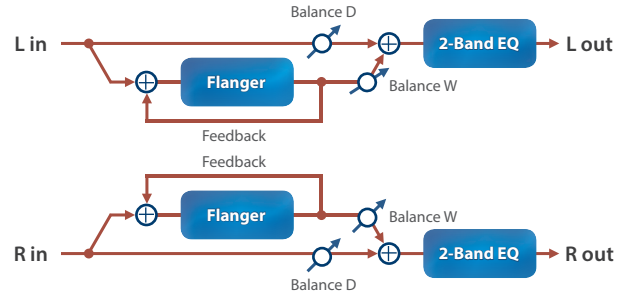 Balance D
L in
2-Band EQ
L out
Flanger
Balance W
Feedback
Feedback
Flanger
Balance W
R in
2-Band EQ
R out
Balance D